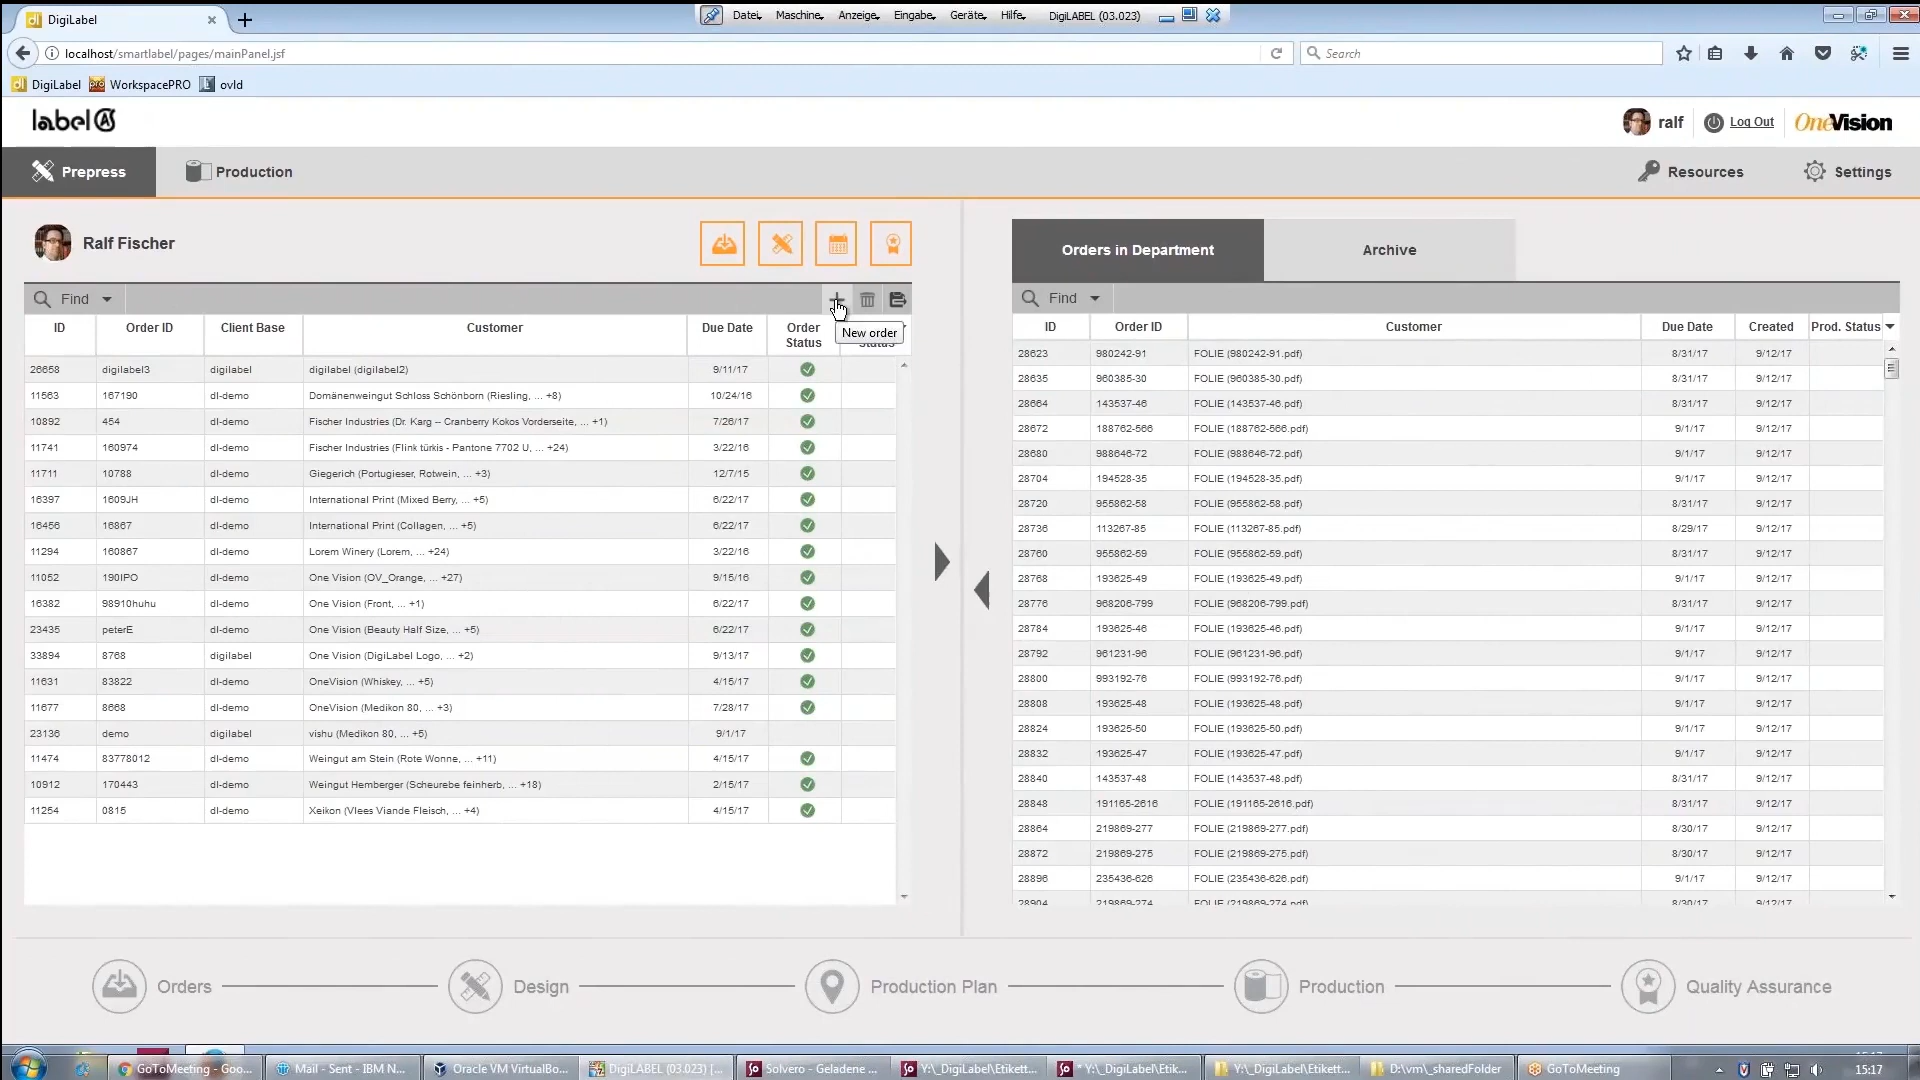 DigiLabel
Datei Maschine Anzeige Eingabe Geräte Hilfe DigiLABEL (03.023)
localhost/smartlabel/pages/mainPanel.jsf
Search
DigiLabel WorkspacePRO ovld
label
ralf Log Out OneVision
Prepress Production Resources Settings
Ralf Fischer
Orders in Department Archive
Find
New order
ID Order ID Client Base Customer Due Date Order Status
26658 digilabel3 digilabel digilabel (digilabel2) 9/11/17
11563 167190 dl-demo Domänenweingut Schloss Schönborn (Riesling, ... +8) 10/24/16
10892 454 dl-demo Fischer Industries (Dr. Karg -- Cranberry Kokos Vorderseite, ... +1) 7/26/17
11741 160974 dl-demo Fischer Industries (Flink türkis - Pantone 7702 U, ... +24) 3/22/16
11711 10788 dl-demo Giegerich (Portugieser, Rotwein, ... +3) 12/7/15
16397 1609JH dl-demo International Print (Mixed Berry, ... +5) 6/22/17
16456 16867 dl-demo International Print (Collagen, ... +5) 6/22/17
11294 160867 dl-demo Lorem Winery (Lorem, ... +24) 3/22/16
11052 190IPO dl-demo One Vision (OV_Orange, ... +27) 9/15/16
16382 98910huhu dl-demo One Vision (Front, ... +1) 6/22/17
23435 peterE dl-demo One Vision (Beauty Half Size, ... +5) 6/22/17
33894 8768 digilabel One Vision (DigiLabel Logo, ... +2) 9/13/17
11631 83822 dl-demo OneVision (Whiskey, ... +5) 4/15/17
11677 8668 dl-demo OneVision (Medikon 80, ... +3) 7/28/17
23136 demo digilabel vishu (Medikon 80, ... +5) 9/1/17
11474 83778012 dl-demo Weingut am Stein (Rote Wonne, ... +11) 4/15/17
10912 170443 dl-demo Weingut Hemberger (Scheurebe feinherb, ... +18) 2/15/17
11254 0815 dl-demo Xeikon (Vlees Viande Fleisch, ... +4) 4/15/17
Find
ID Order ID Customer Due Date Created Prod. Status
28623 980242-91 FOLIE (980242-91.pdf) 8/31/17 9/12/17
28635 960385-30 FOLIE (960385-30.pdf) 8/31/17 9/12/17
28664 143537-46 FOLIE (143537-46.pdf) 8/31/17 9/12/17
28672 188762-566 FOLIE (188762-566.pdf) 9/1/17 9/12/17
28680 988646-72 FOLIE (988646-72.pdf) 9/1/17 9/12/17
28704 194528-35 FOLIE (194528-35.pdf) 9/1/17 9/12/17
28720 955862-58 FOLIE (955862-58.pdf) 8/31/17 9/12/17
28736 113267-85 FOLIE (113267-85.pdf) 8/29/17 9/12/17
28760 955862-59 FOLIE (955862-59.pdf) 8/31/17 9/12/17
28768 193625-49 FOLIE (193625-49.pdf) 9/1/17 9/12/17
28776 968206-799 FOLIE (968206-799.pdf) 8/31/17 9/12/17
28784 193625-46 FOLIE (193625-46.pdf) 9/1/17 9/12/17
28792 961231-96 FOLIE (961231-96.pdf) 9/1/17 9/12/17
28800 993192-76 FOLIE (993192-76.pdf) 9/1/17 9/12/17
28808 193625-48 FOLIE (193625-48.pdf) 9/1/17 9/12/17
28824 193625-50 FOLIE (193625-50.pdf) 9/1/17 9/12/17
28832 193625-47 FOLIE (193625-47.pdf) 9/1/17 9/12/17
28840 143537-48 FOLIE (143537-48.pdf) 8/31/17 9/12/17
28848 191165-2616 FOLIE (191165-2616.pdf) 8/31/17 9/12/17
28864 219869-277 FOLIE (219869-277.pdf) 8/30/17 9/12/17
28872 219869-275 FOLIE (219869-275.pdf) 8/30/17 9/12/17
28896 235436-626 FOLIE (235436-626.pdf) 9/1/17 9/12/17
28904 219869-274 FOLIE (219869-274.pdf) 8/30/17 9/12/17
Orders Design Production Plan Production Quality Assurance
GoToMeeting - Goo... Mail - Sent - IBM N... Oracle VM VirtualBo... DigiLABEL (03.023) [... Solvero - Geladene ... Y:\_DigiLabel\Etikett... * Y:\_DigiLabel\Etik... Y:\_DigiLabel\Etikett... D:\vm\_sharedFolder GoToMeeting 15:17